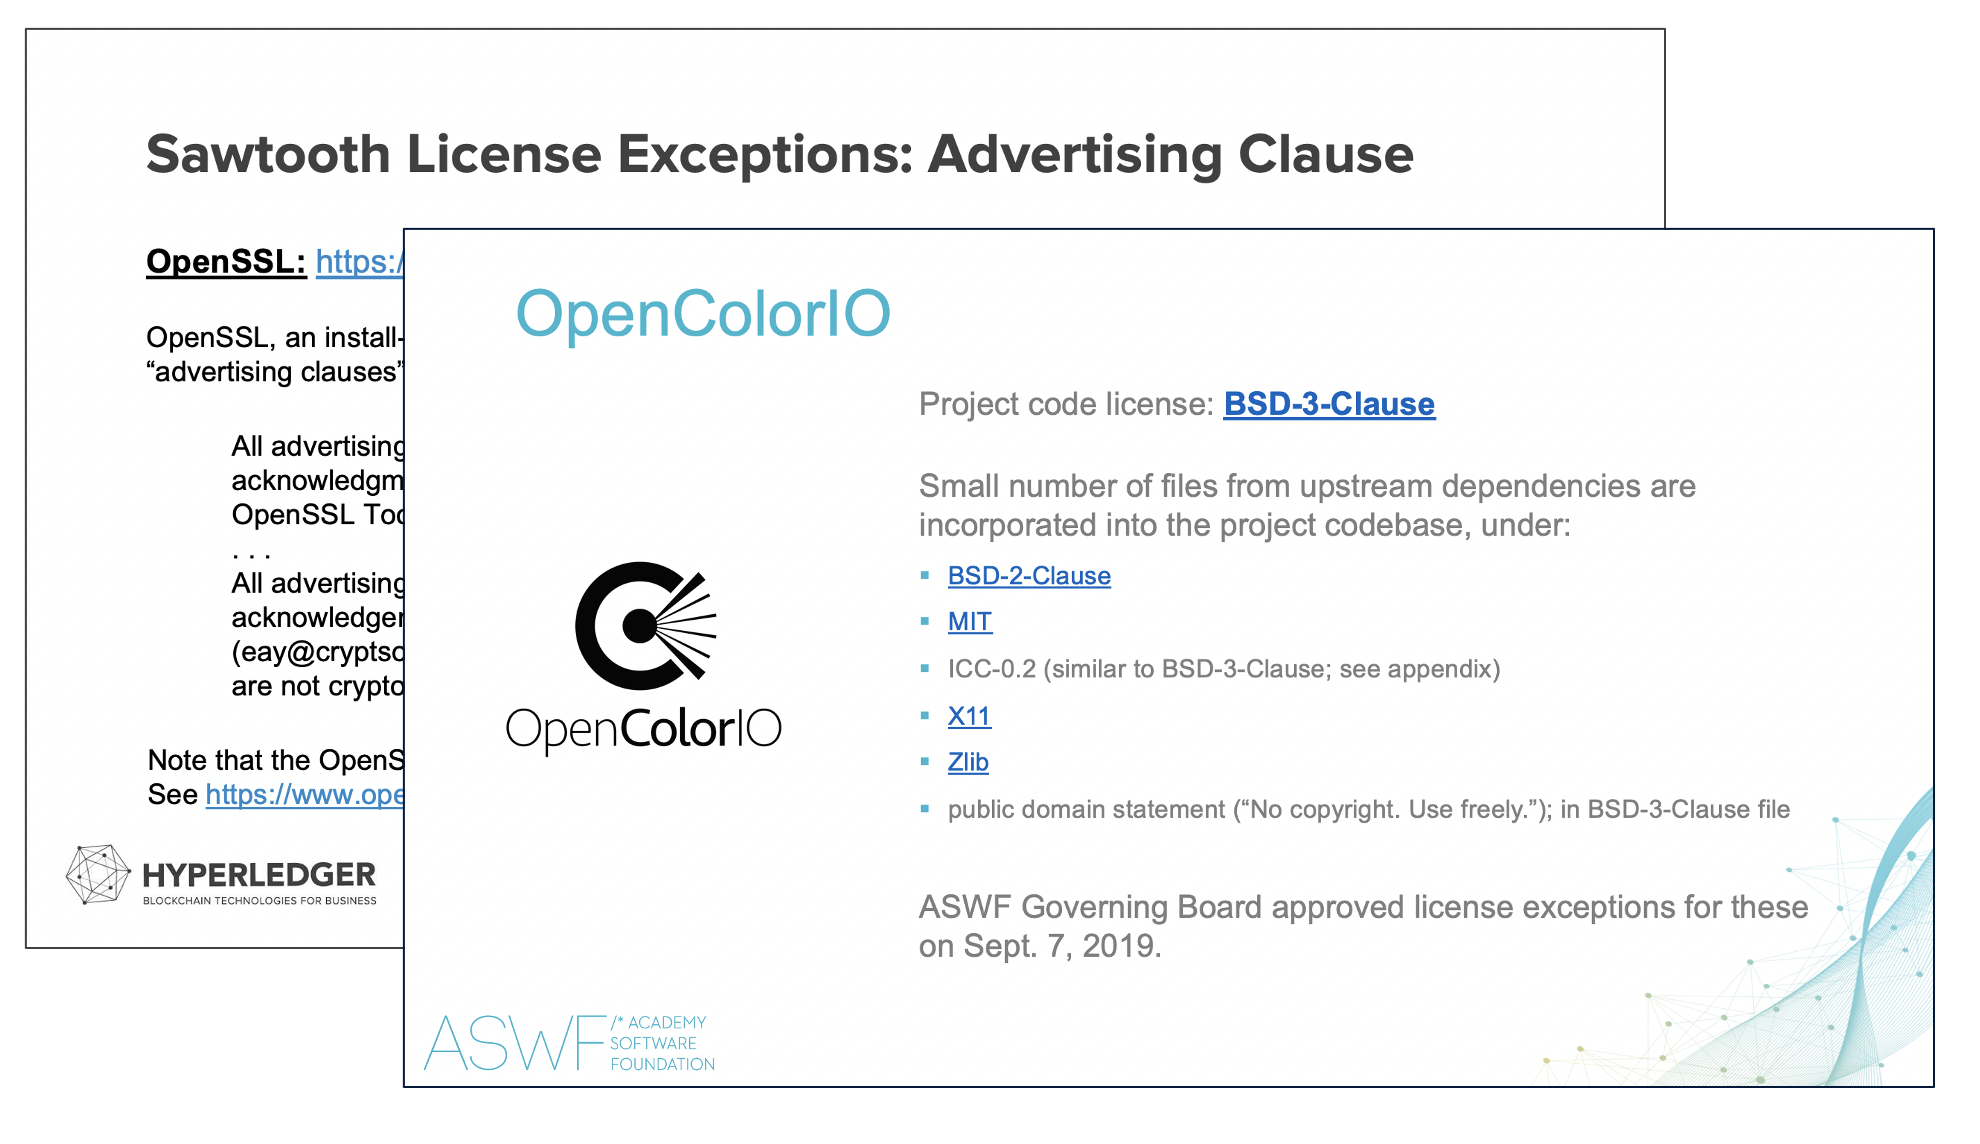 Sawtooth License Exceptions: Advertising Clause
OpenSSL: https:/
OpenSSL, an install-
“advertising clauses”
All advertising
acknowledgm
OpenSSL Too
. . .
All advertising
acknowledger
(eay@cryptso
are not crypto
Note that the OpenS
See https://www.ope
HYPERLEDGER
BLOCKCHAIN TECHNOLOGIES FOR BUSINESS
OpenColorIO
Project code license: BSD-3-Clause
Small number of files from upstream dependencies are
incorporated into the project codebase, under:
▪ BSD-2-Clause
▪ MIT
▪ ICC-0.2 (similar to BSD-3-Clause; see appendix)
▪ X11
▪ Zlib
▪ public domain statement (“No copyright. Use freely.”); in BSD-3-Clause file
ASWF Governing Board approved license exceptions for these
on Sept. 7, 2019.
OpenColorIO
ASWF /* ACADEMY
SOFTWARE
FOUNDATION